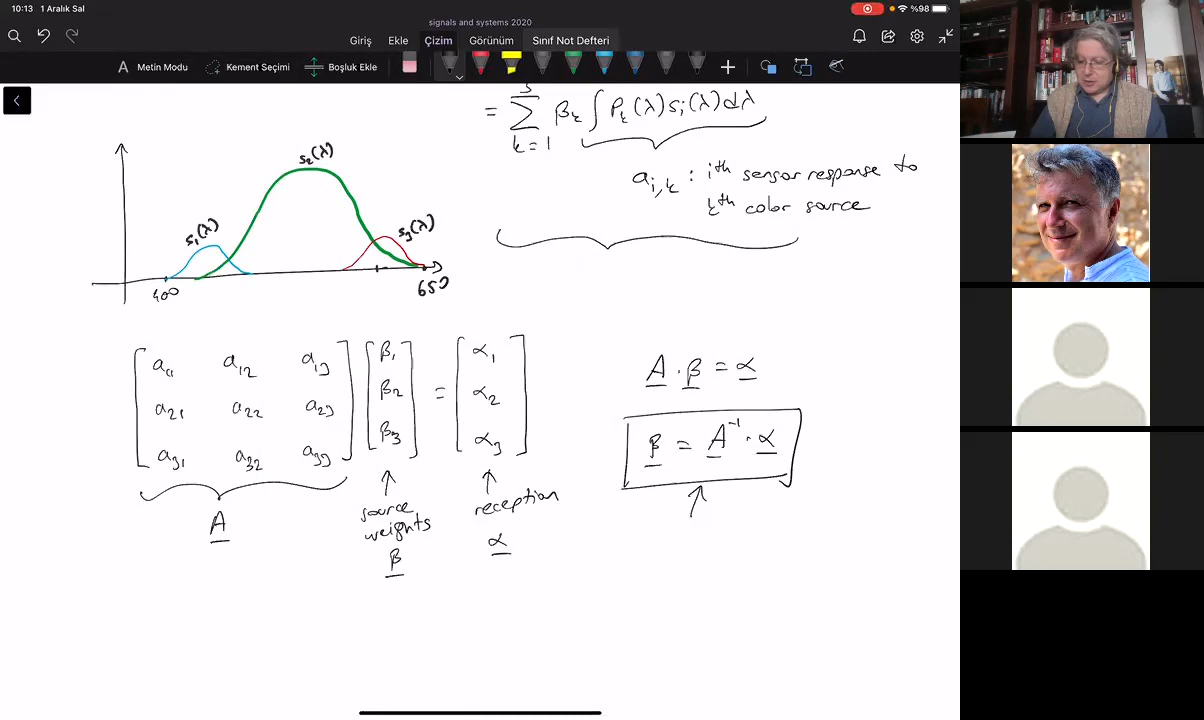 10:13 1 Aralık Sal
%98
signals and systems 2020
Giriş Ekle Çizim Görünüm Sınıf Not Defteri
Metin Modu Kement Seçimi Boşluk Ekle
= ∑ βk ∫ Pk(λ) si(λ) dλ
k=1
ai,k : ith sensor response to
kth color source
s2(λ)
s1(λ)
s3(λ)
400
650
[ a11 a12 a13 ] [ β1 ] = [ α1 ]
[ a21 a22 a23 ] [ β2 ] = [ α2 ]
[ a31 a32 a33 ] [ β3 ] = [ α3 ]
A
source
weights
β
reception
α
A · β = α
β = A⁻¹ · α